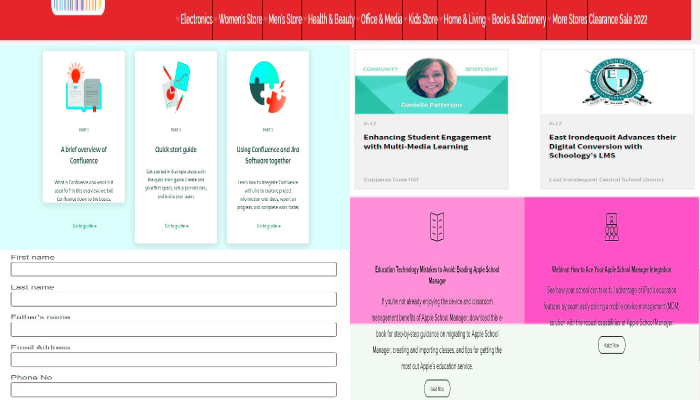 Electronics Women's Store Men's Store Health & Beauty Office & Media Kids Store Home & Living Books & Stationery More Stores Clearance Sale 2022
PART 1
A brief overview of
Confluence
What is Confluence and what is it
used for? In this overview, we tell
Confluence down to the basics.
Go to guide
PART 2
Quick start guide
Get started in simple steps with
the quick start guide. Create and
your first space, set up permissions,
and invite your team.
Go to guide
PART 3
Using Confluence and Jira
Software together
Learn how to integrate Confluence
with Jira to capture project
information and ideas, report on
progress, and complete work faster.
Go to guide
COMMUNITY SPOTLIGHT
Danielle Patterson
K-12
Enhancing Student Engagement
with Multi-Media Learning
Copperas Cove ISD
EAST IRONDEQUOIT
E I
K-12
East Irondequoit Advances their
Digital Conversion with
Schoology's LMS
East Irondequoit Central School District
First name
Last name
Father's name
Email Address
Phone No
Education Technology Mistakes to Avoid: Evading Apple School
Manager
If you're not already enjoying the device and classroom
management benefits of Apple School Manager, download this e-
book for step-by-step guidance on migrating to Apple School
Manager, creating and importing classes, and tips for getting the
most out Apple's education service.
Read Now
Webinar: How to Ace Your Apple School Manager Integration
See how your school can take full advantage of iPad's education
features by seamlessly pairing a mobile device management (MDM)
solution with the robust capabilities of Apple School Manager.
Watch Now